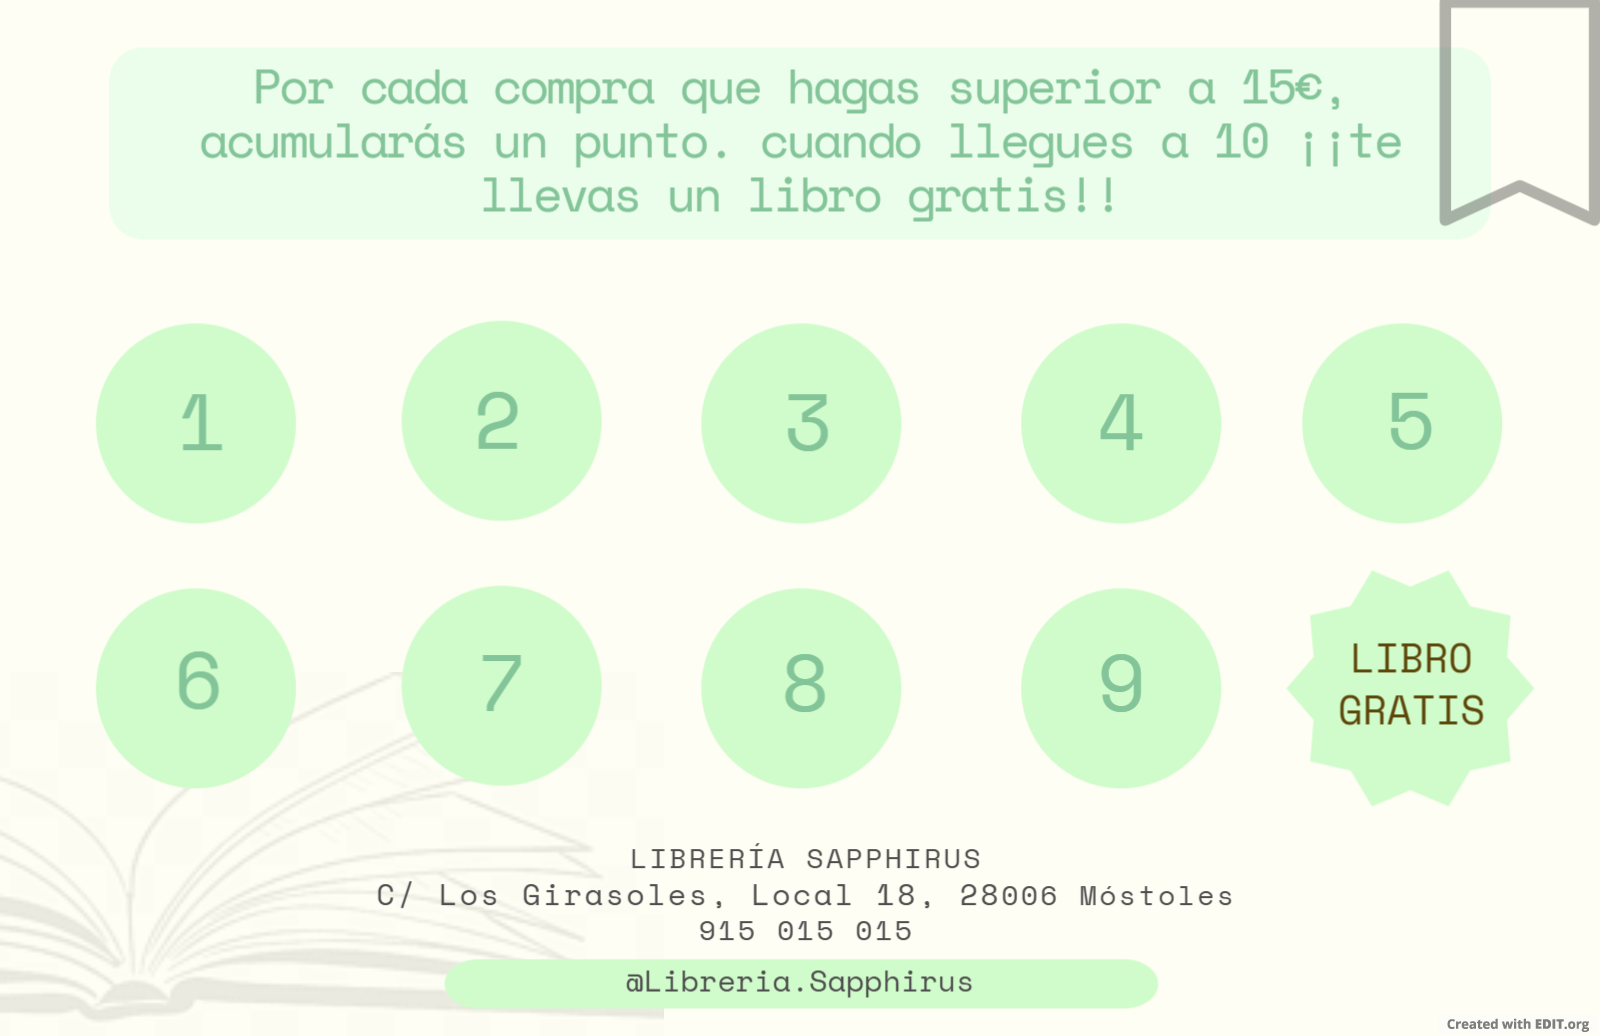 Por cada compra que hagas superior a 15€,
acumularás un punto. cuando llegues a 10 ¡¡te
llevas un libro gratis!!
1 2 3 4 5
6 7 8 9
LIBRO
GRATIS
LIBRERÍA SAPPHIRUS
C/ Los Girasoles, Local 18, 28006 Móstoles
915 015 015
@Libreria.Sapphirus
Created with EDIT.org